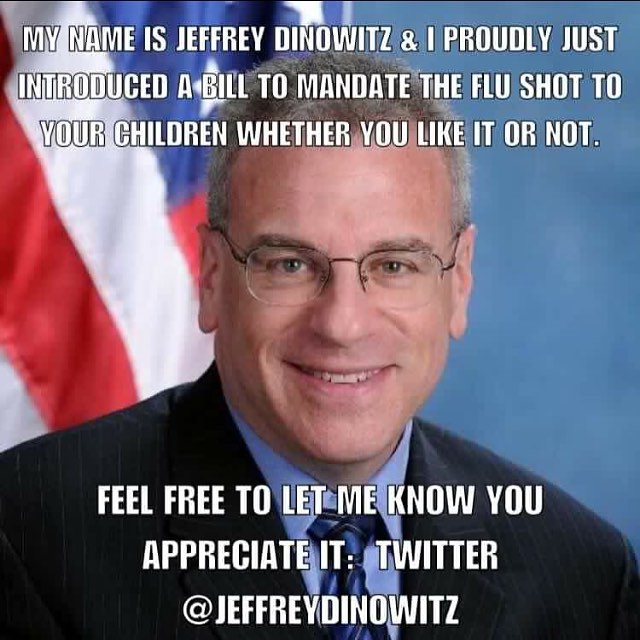 MY NAME IS JEFFREY DINOWITZ & I PROUDLY JUST
INTRODUCED A BILL TO MANDATE THE FLU SHOT TO
YOUR CHILDREN WHETHER YOU LIKE IT OR NOT.
FEEL FREE TO LET ME KNOW YOU
APPRECIATE IT: TWITTER
@JEFFREYDINOWITZ